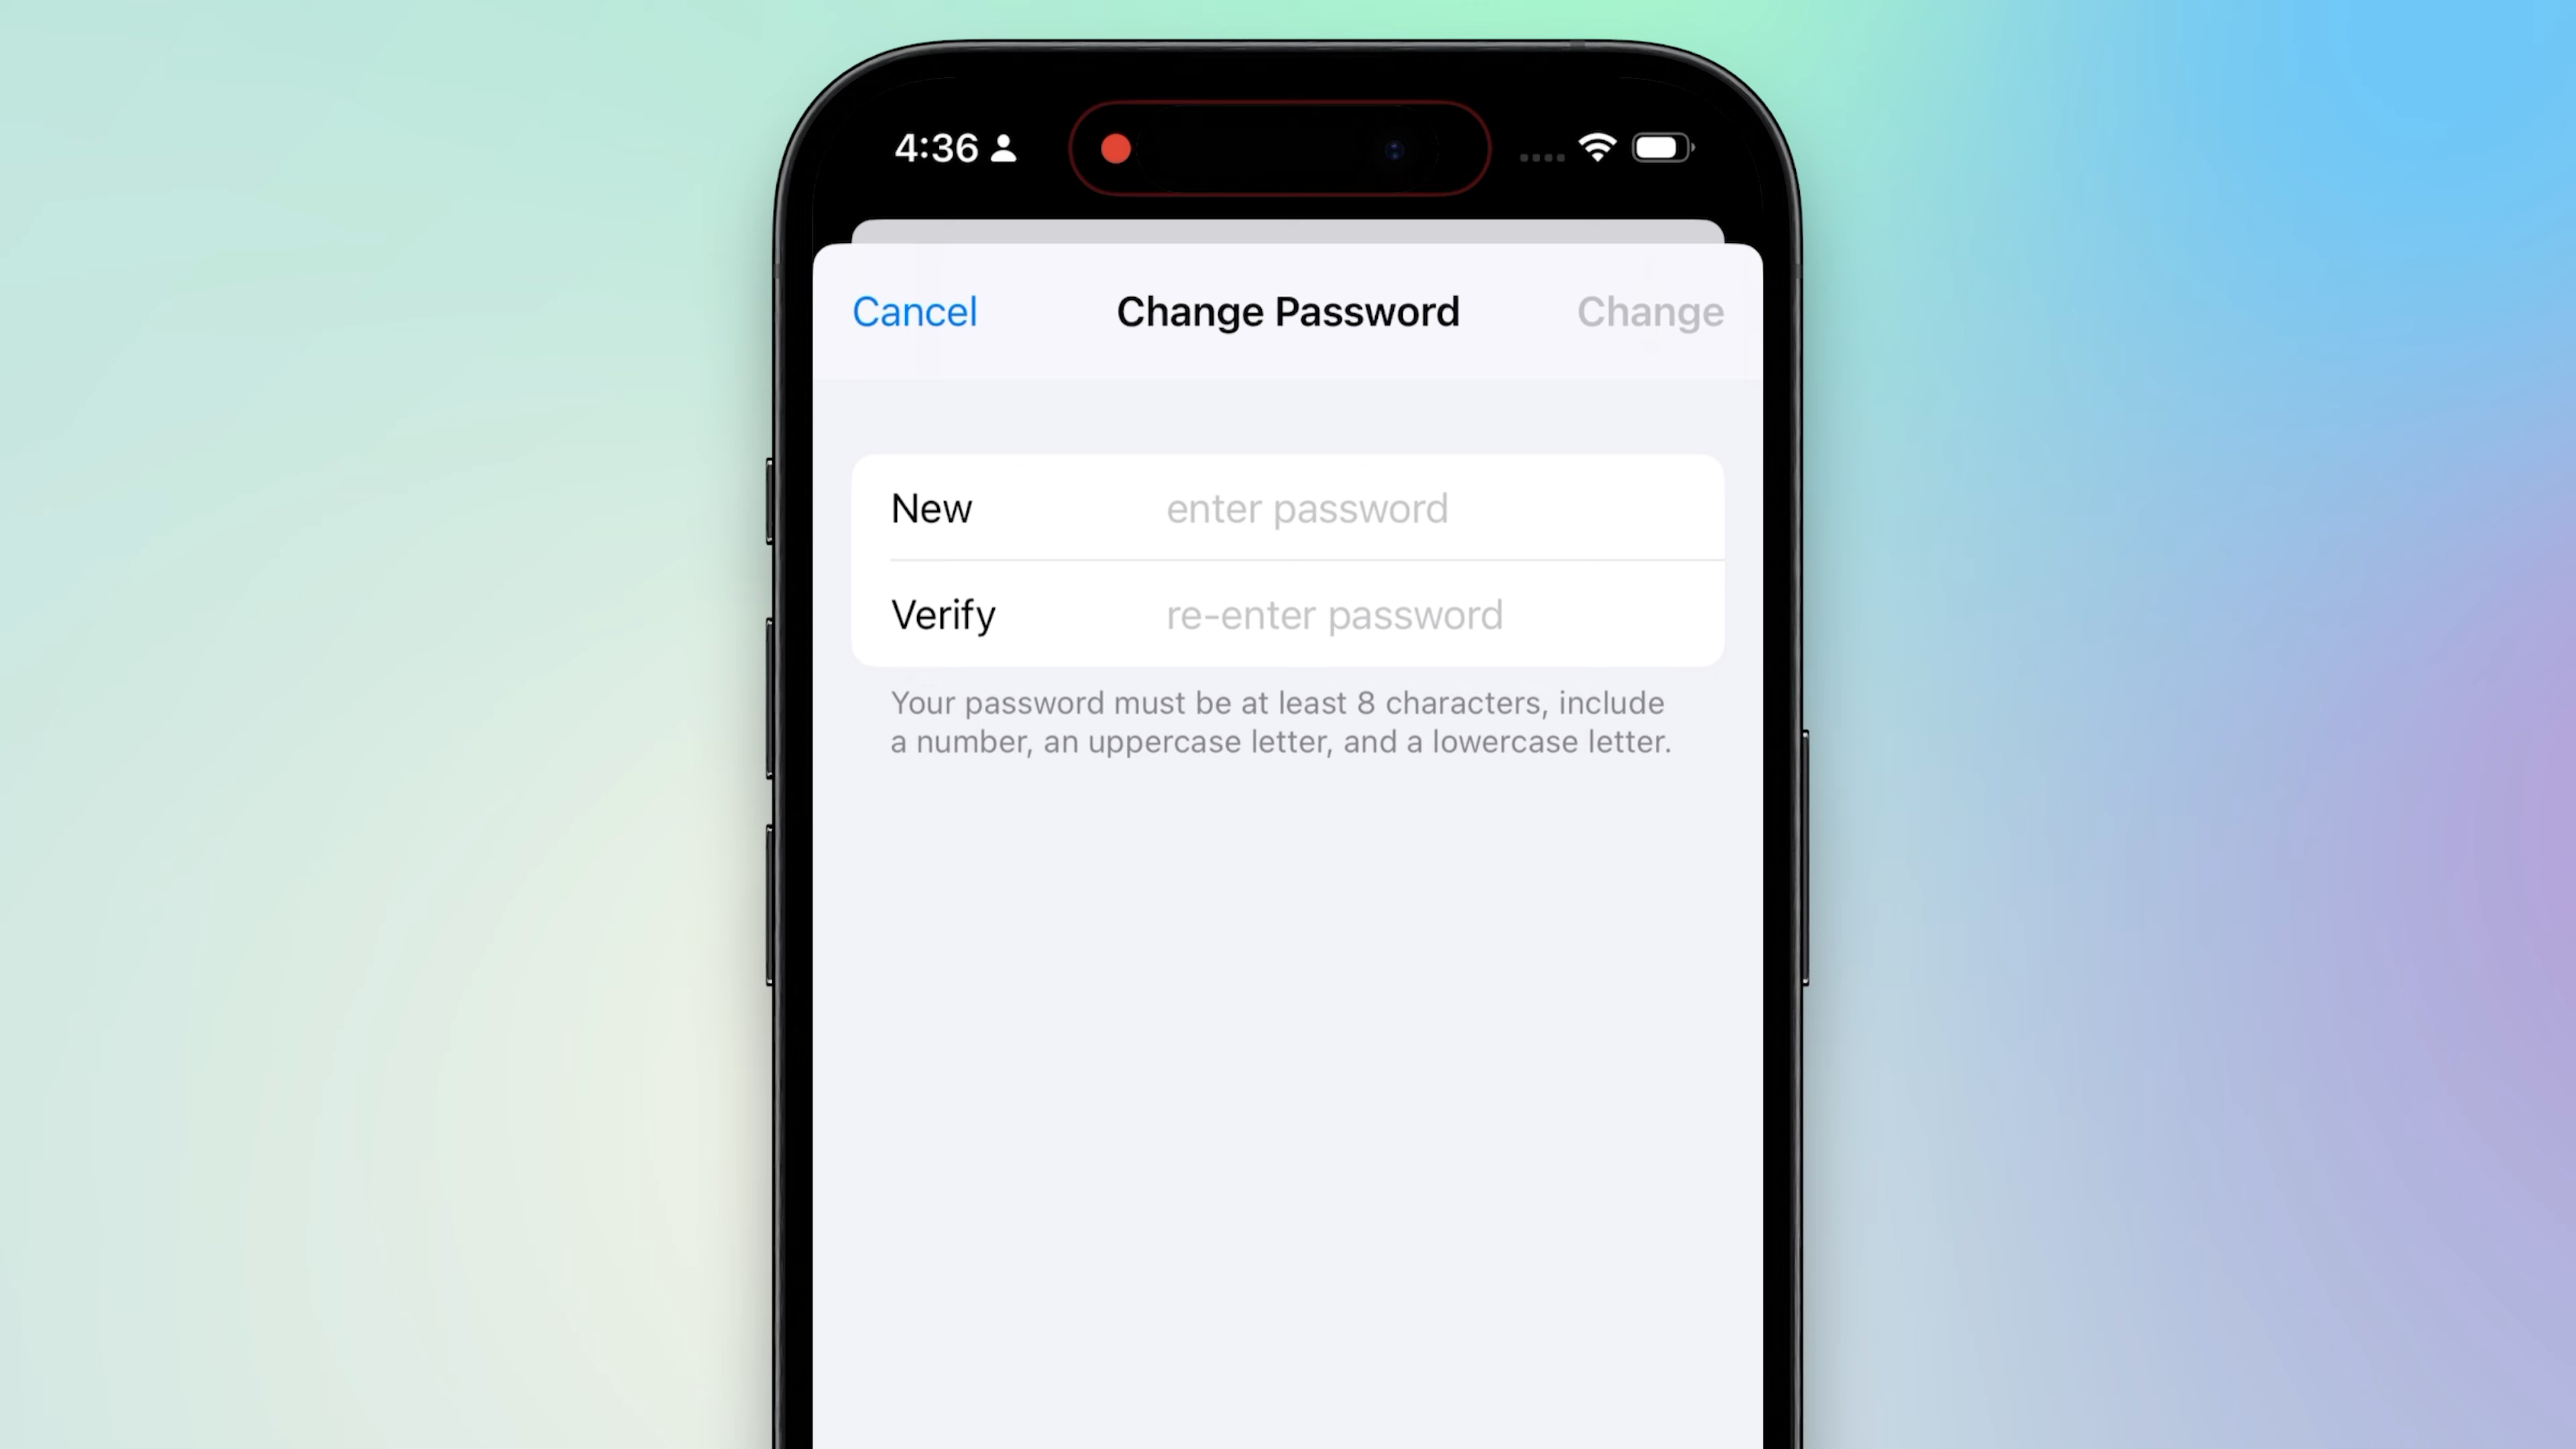 4:36
Cancel Change Password Change
New enter password
Verify re-enter password
Your password must be at least 8 characters, include
a number, an uppercase letter, and a lowercase letter.